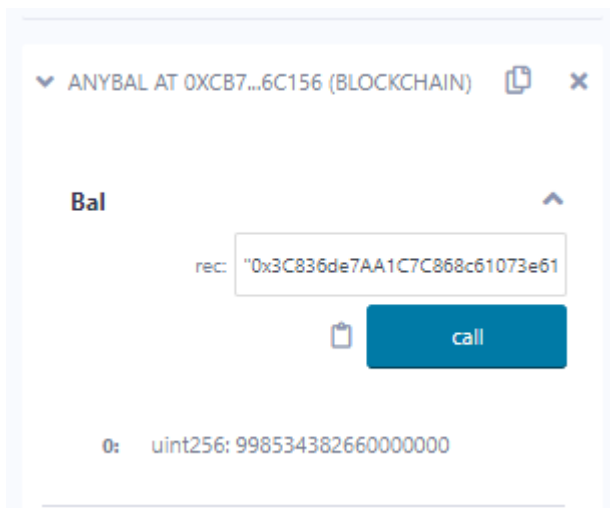 ANYBAL AT 0XCB7...6C156 (BLOCKCHAIN)
Bal
rec: "0x3C836de7AA1C7C868c61073e61
call
0: uint256: 998534382660000000